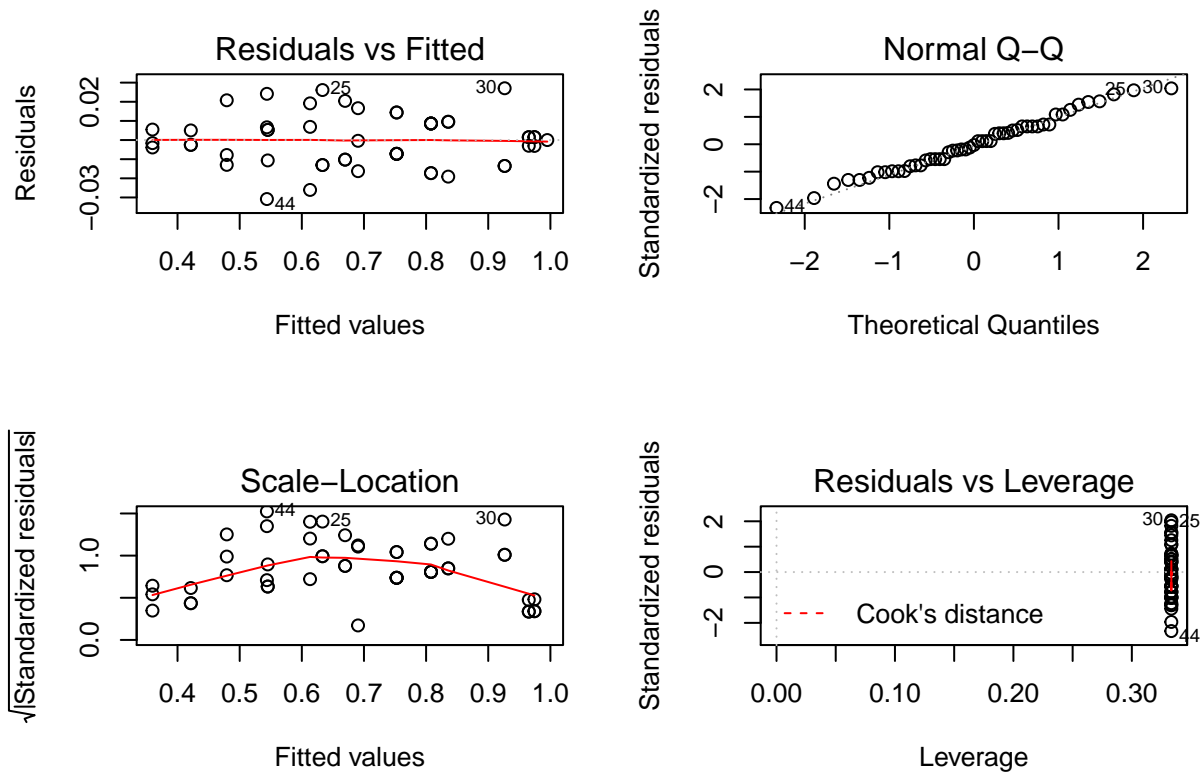 Residuals vs Fitted
Residuals
−0.03
0.02
25
30
44
0.4 0.5 0.6 0.7 0.8 0.9 1.0
Fitted values
Normal Q−Q
Standardized residuals
−2 0 2
25 30
44
−2 −1 0 1 2
Theoretical Quantiles
Scale−Location
√|Standardized residuals|
0.0 1.0
44 25 30
0.4 0.5 0.6 0.7 0.8 0.9 1.0
Fitted values
Residuals vs Leverage
Standardized residuals
−2 0 2
30 25
Cook's distance
44
0.00 0.10 0.20 0.30
Leverage